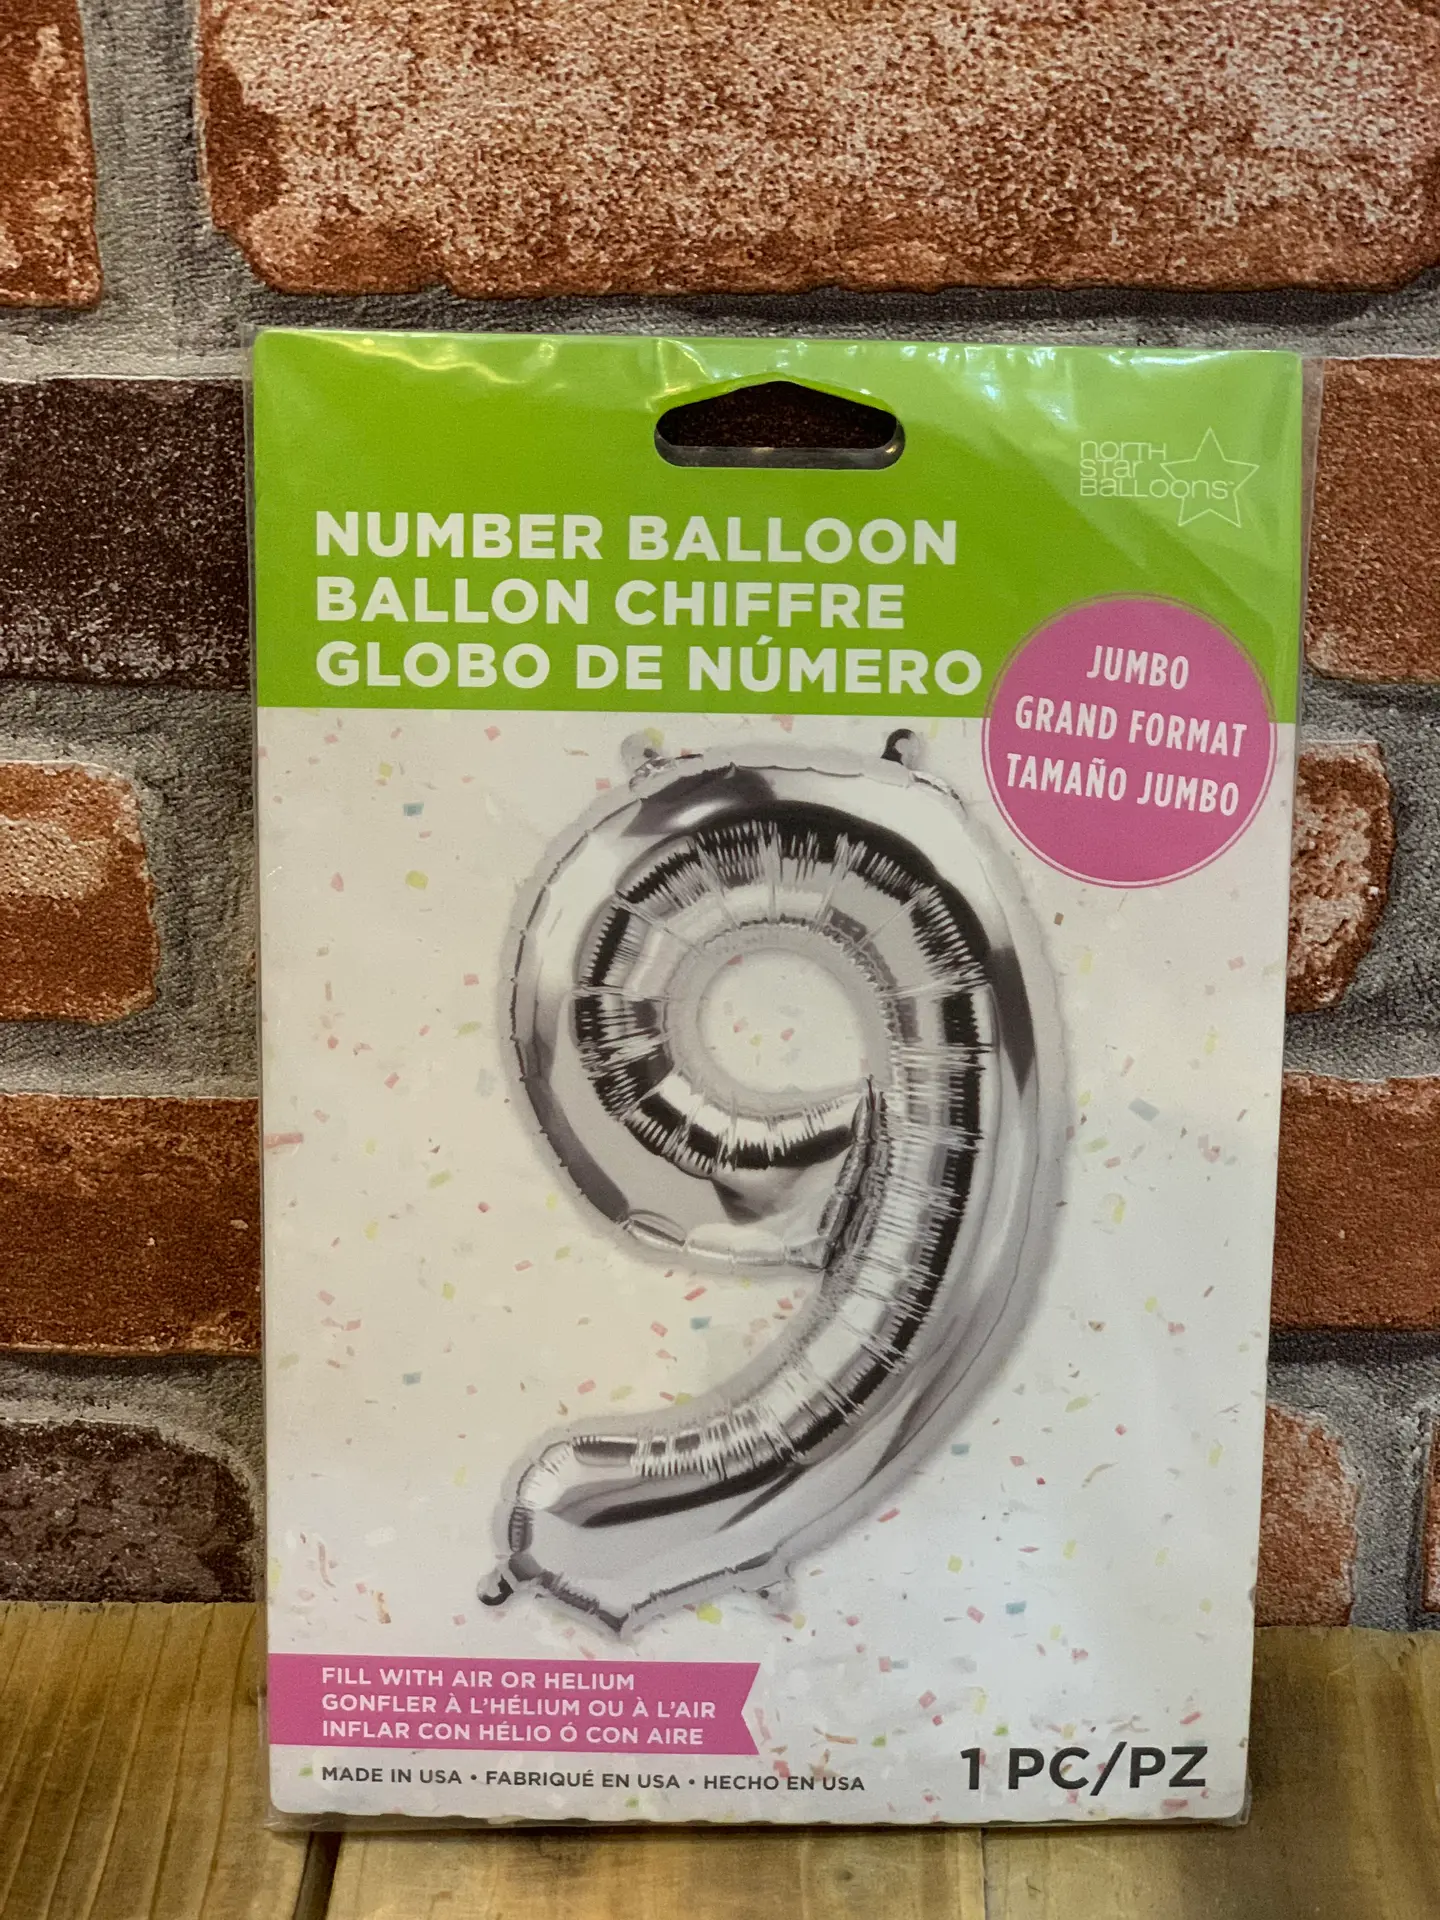 NORTH
STAR
BALLOONS™
NUMBER BALLOON
BALLON CHIFFRE
GLOBO DE NÚMERO
JUMBO
GRAND FORMAT
TAMAÑO JUMBO
9
FILL WITH AIR OR HELIUM
GONFLER À L'HÉLIUM OU À L'AIR
INFLAR CON HÉLIO Ó CON AIRE
MADE IN USA • FABRIQUÉ EN USA • HECHO EN USA
1 PC/PZ